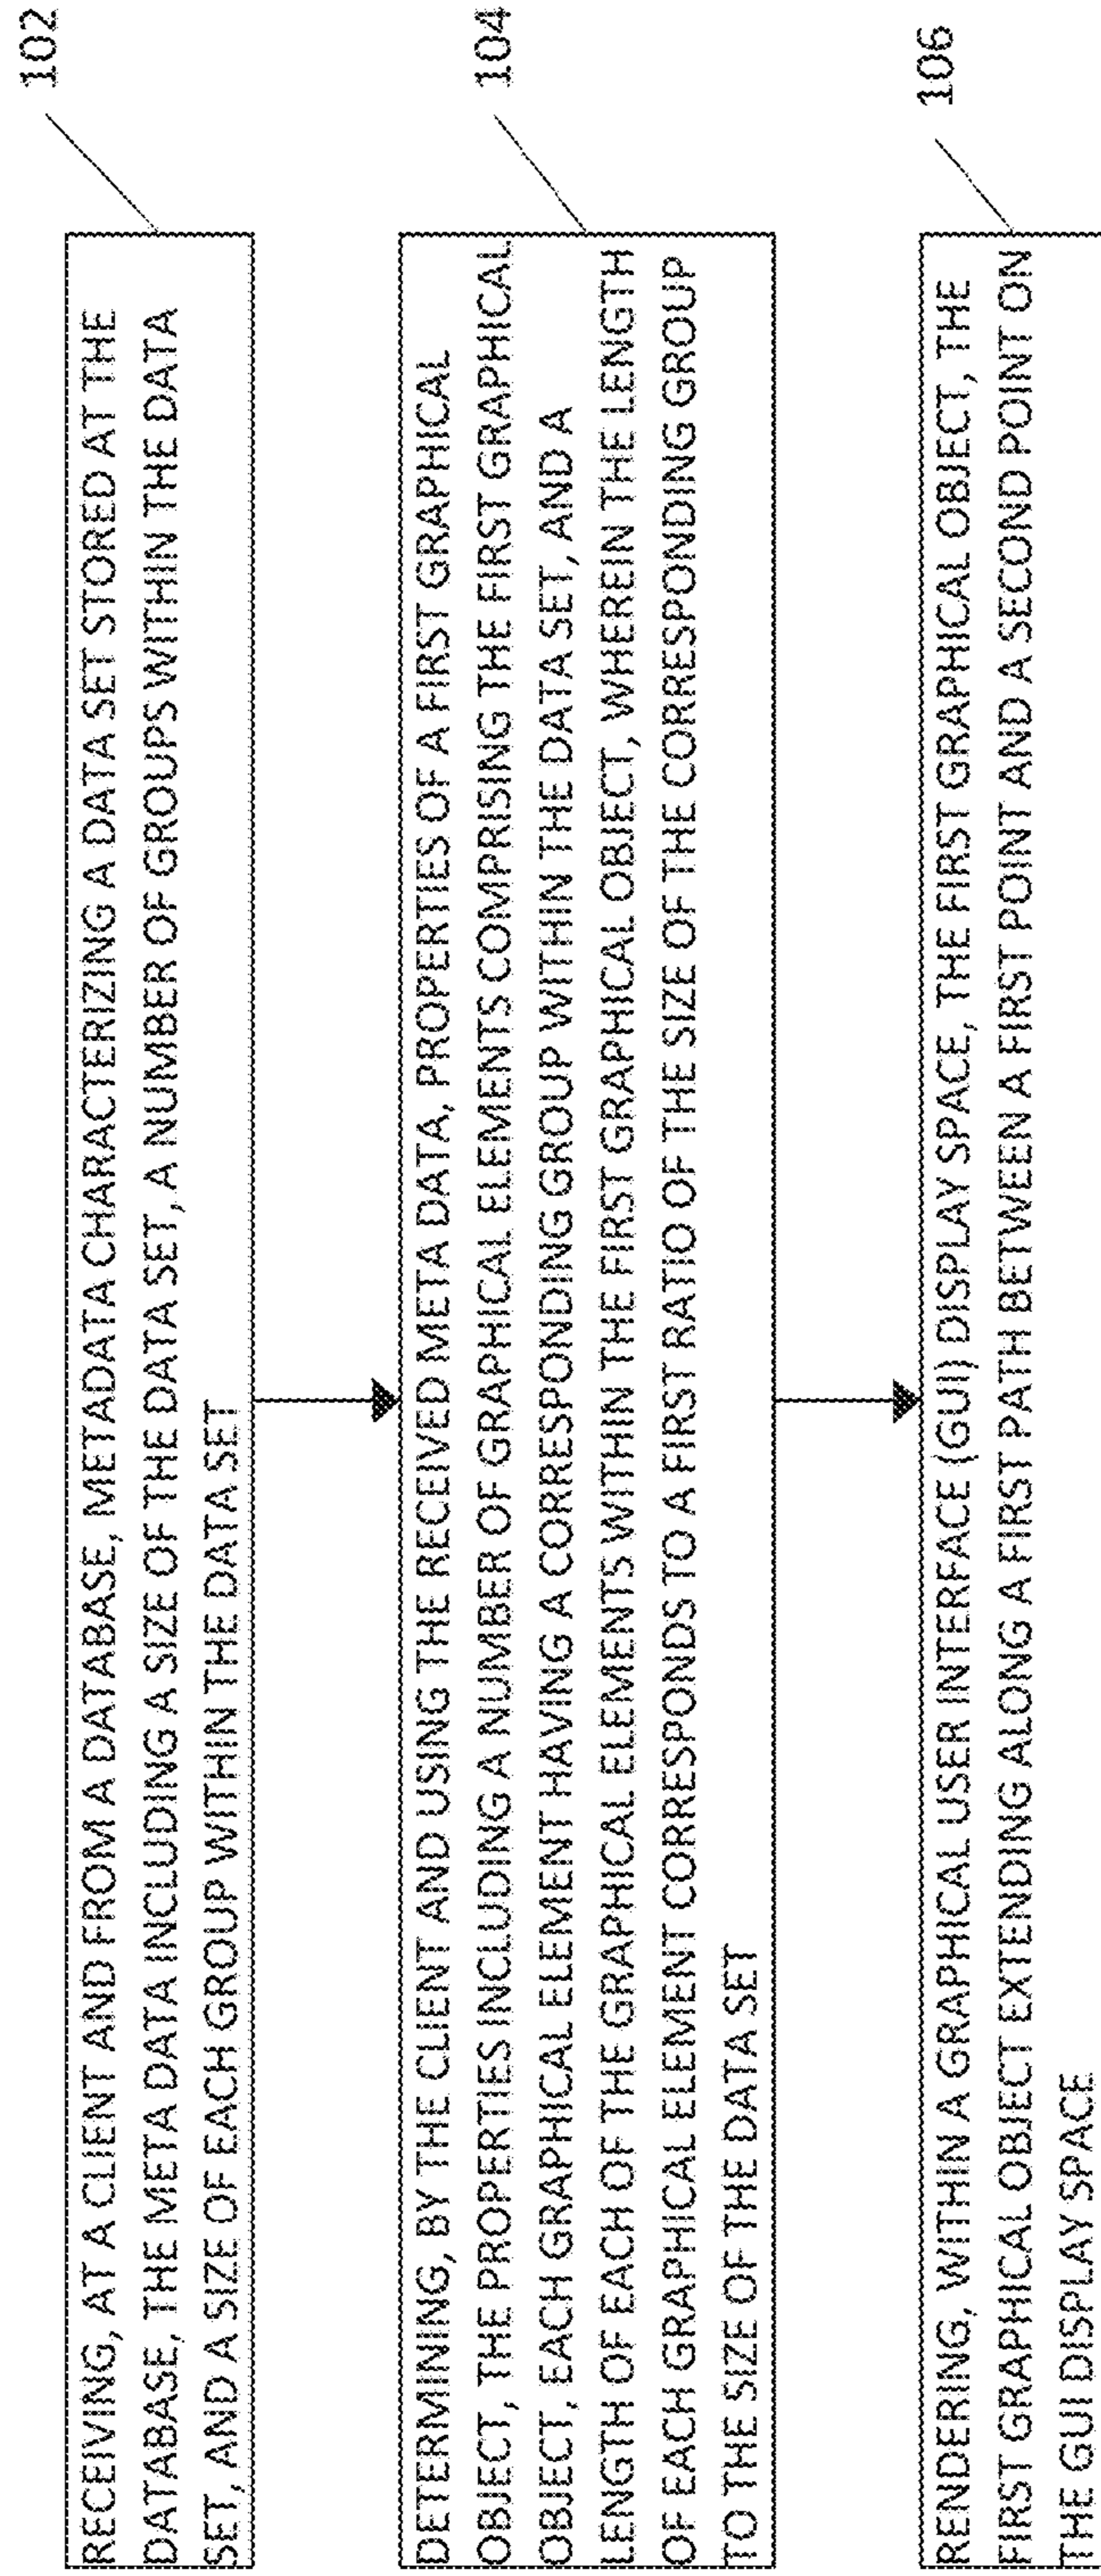 RECEIVING, AT A CLIENT AND FROM A DATABASE, METADATA CHARACTERIZING A DATA SET STORED AT THE
DATABASE, THE META DATA INCLUDING A SIZE OF THE DATA SET, A NUMBER OF GROUPS WITHIN THE DATA
SET, AND A SIZE OF EACH GROUP WITHIN THE DATA SET
102
DETERMINING, BY THE CLIENT AND USING THE RECEIVED META DATA, PROPERTIES OF A FIRST GRAPHICAL
OBJECT, THE PROPERTIES INCLUDING A NUMBER OF GRAPHICAL ELEMENTS COMPRISING THE FIRST GRAPHICAL
OBJECT, EACH GRAPHICAL ELEMENT HAVING A CORRESPONDING GROUP WITHIN THE DATA SET, AND A
LENGTH OF EACH OF THE GRAPHICAL ELEMENTS WITHIN THE FIRST GRAPHICAL OBJECT, WHEREIN THE LENGTH
OF EACH GRAPHICAL ELEMENT CORRESPONDS TO A FIRST RATIO OF THE SIZE OF THE CORRESPONDING GROUP
TO THE SIZE OF THE DATA SET
104
RENDERING, WITHIN A GRAPHICAL USER INTERFACE (GUI) DISPLAY SPACE, THE FIRST GRAPHICAL OBJECT, THE
FIRST GRAPHICAL OBJECT EXTENDING ALONG A FIRST PATH BETWEEN A FIRST POINT AND A SECOND POINT ON
THE GUI DISPLAY SPACE
106